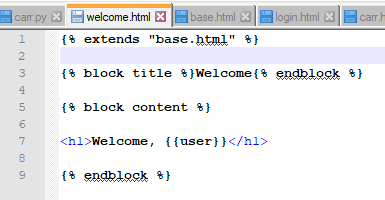 carr.py welcome.html base.html login.html carr.h
1 {% extends "base.html" %}
2
3 {% block title %}Welcome{% endblock %}
4
5 {% block content %}
6
7 <h1>Welcome, {{user}}</h1>
8
9 {% endblock %}